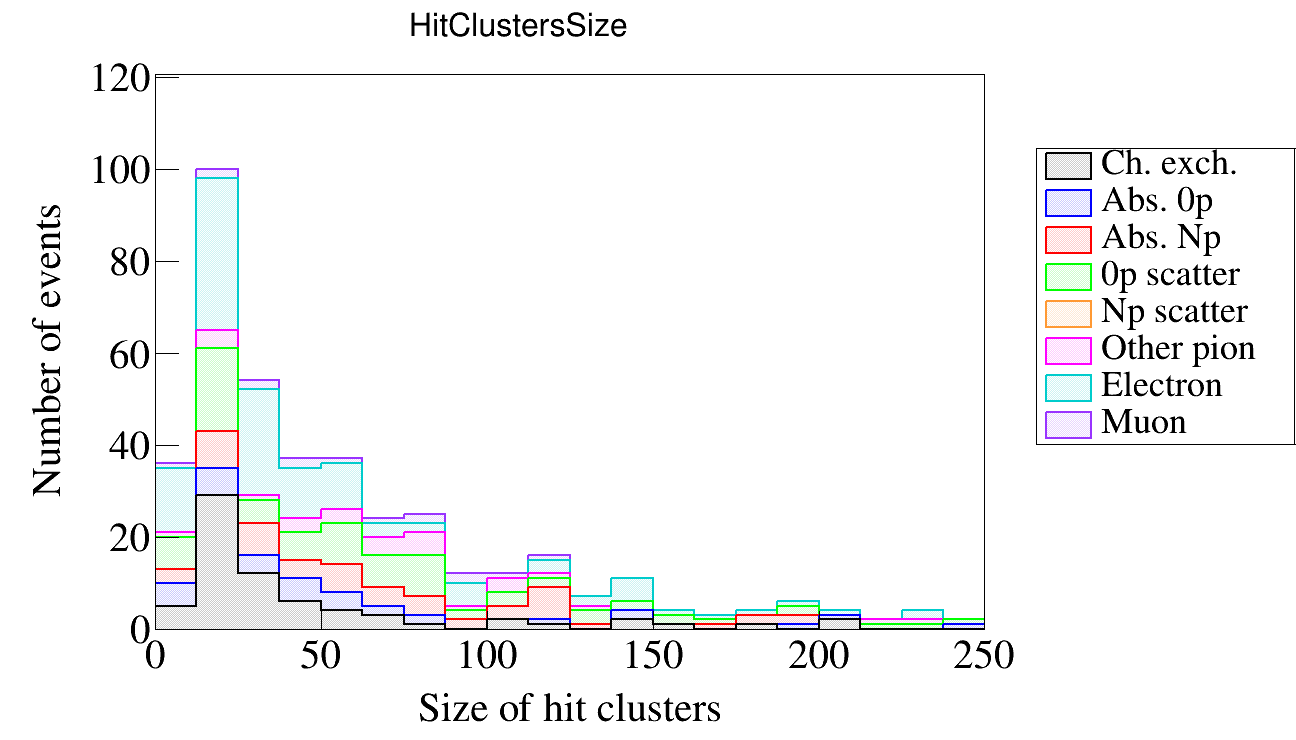 HitClustersSize
120
100
80
60
40
20
0
Number of events
0 50 100 150 200 250
Size of hit clusters
Ch. exch.
Abs. 0p
Abs. Np
0p scatter
Np scatter
Other pion
Electron
Muon